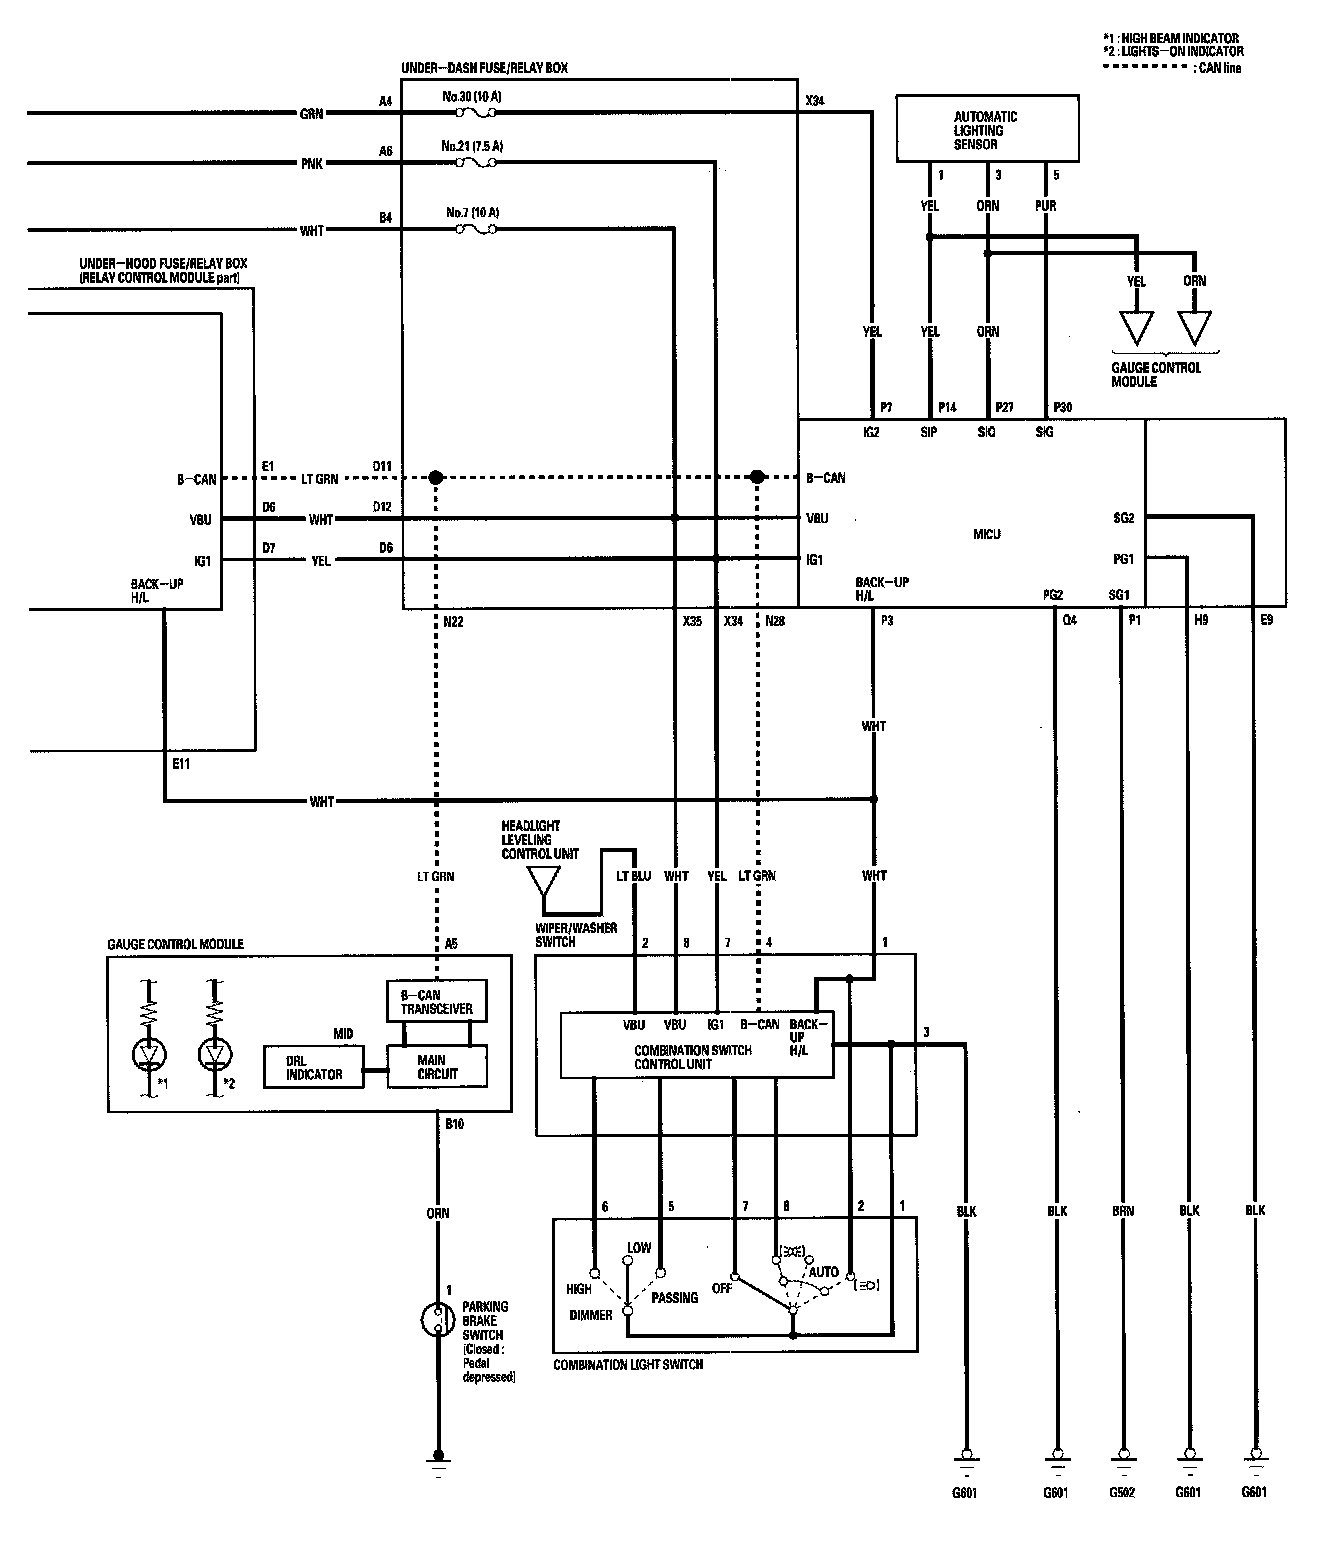 *1 : HIGH BEAM INDICATOR
*2 : LIGHTS-ON INDICATOR
: CAN line
UNDER-DASH FUSE/RELAY BOX
GRN
A4
No.30 (10 A)
X34
PNK
A6
No.21 (7.5 A)
WHT
B4
No.7 (10 A)
AUTOMATIC
LIGHTING
SENSOR
1
3
5
YEL
ORN
PUR
YEL
ORN
YEL
YEL
ORN
GAUGE CONTROL
MODULE
UNDER-HOOD FUSE/RELAY BOX
(RELAY CONTROL MODULE part)
P7
P14
P27
P30
IG2
SIP
SIQ
SIG
B-CAN
E1
LT GRN
D11
B-CAN
VBU
D6
WHT
D12
VBU
IG1
D7
YEL
D6
IG1
MICU
SG2
PG1
BACK-UP
H/L
BACK-UP
H/L
PG2
SG1
N22
X35
X34
N28
P3
Q4
P1
H9
E9
WHT
E11
WHT
HEADLIGHT
LEVELING
CONTROL UNIT
LT GRN
LT BLU
WHT
YEL
LT GRN
WHT
WIPER/WASHER
SWITCH
2
8
7
4
1
GAUGE CONTROL MODULE
A5
B-CAN
TRANSCEIVER
MID
DRL
INDICATOR
MAIN
CIRCUIT
*1
*2
B10
VBU
VBU
IG1
B-CAN
BACK-
UP
H/L
COMBINATION SWITCH
CONTROL UNIT
3
6
5
7
8
2
1
ORN
BLK
BLK
BRN
BLK
BLK
LOW
HIGH
PASSING
DIMMER
OFF
AUTO
COMBINATION LIGHT SWITCH
1
PARKING
BRAKE
SWITCH
(Closed :
Pedal
depressed)
G601
G601
G502
G601
G601